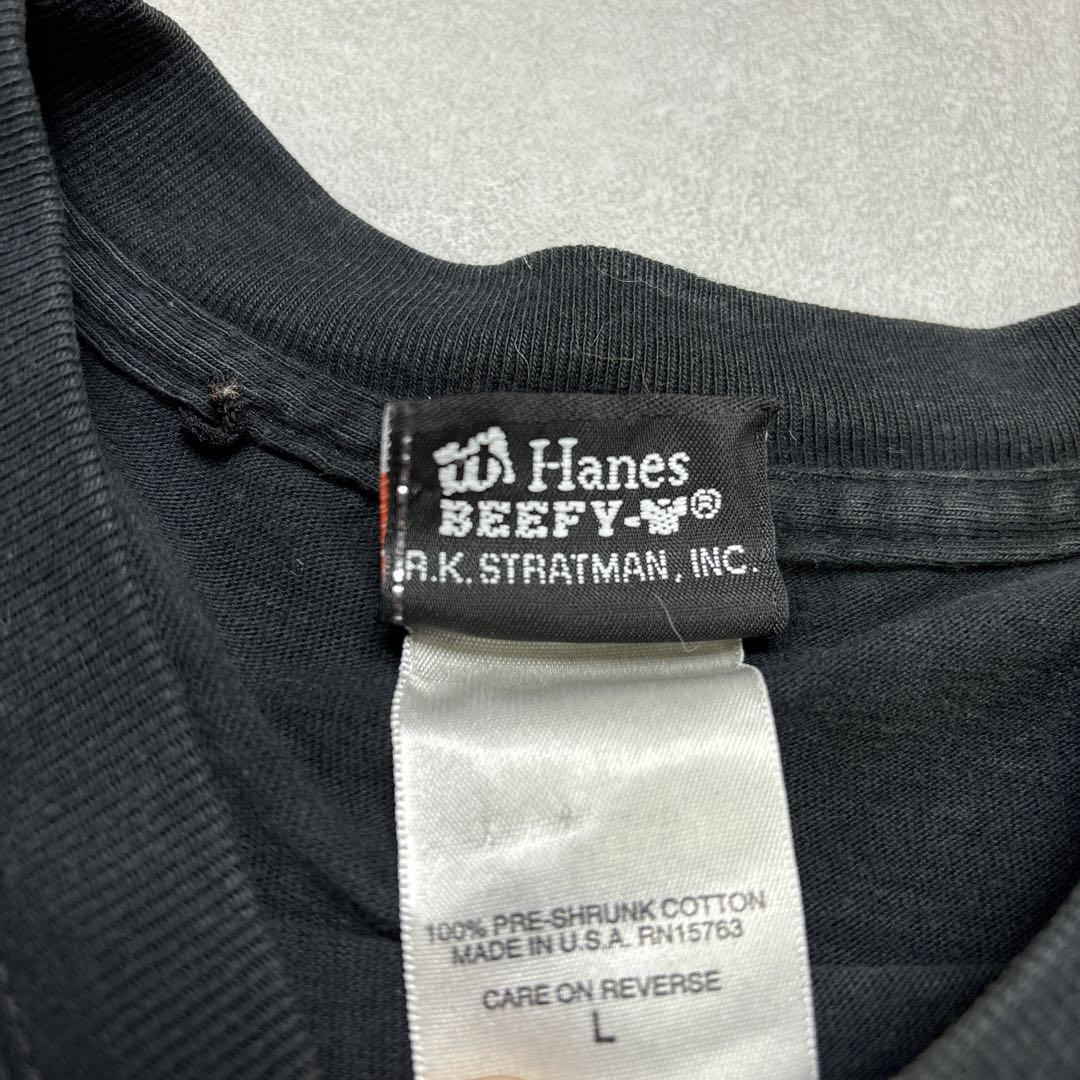 Hanes
BEEFY-®
R.K. STRATMAN, INC.
100% PRE-SHRUNK COTTON
MADE IN U.S.A. RN15763
CARE ON REVERSE
L